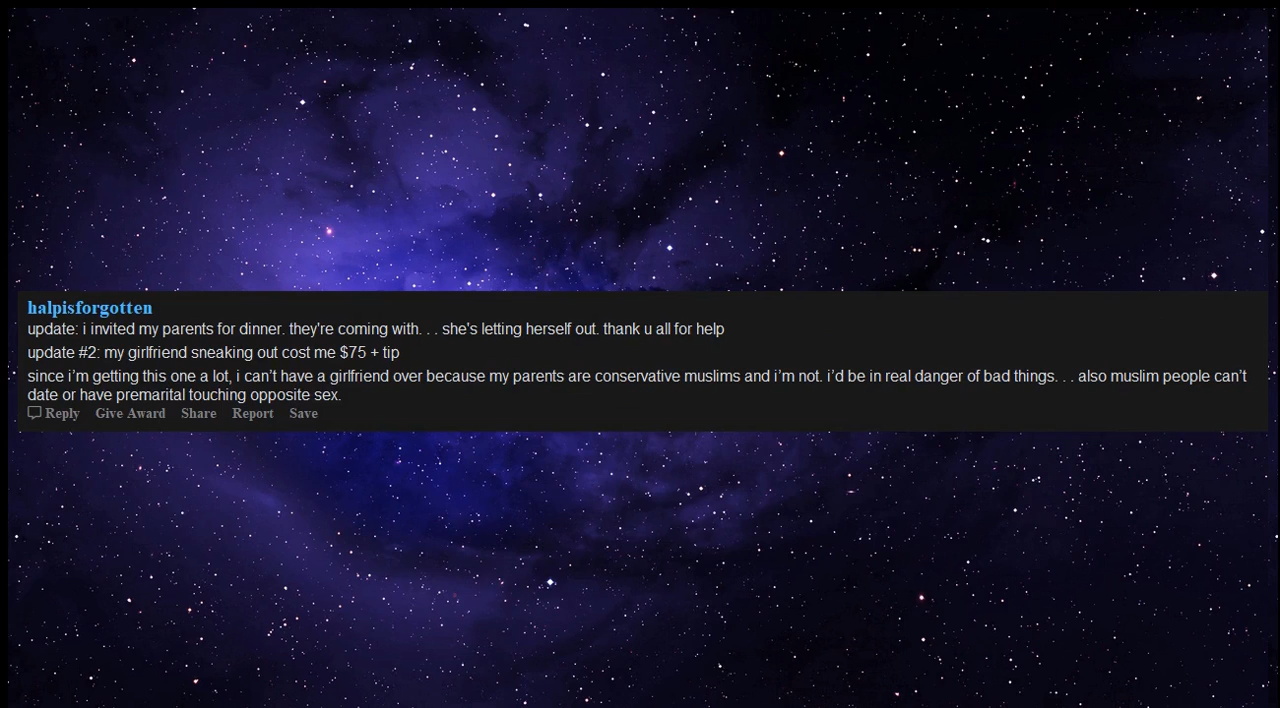 halpisforgotten
update: i invited my parents for dinner. they're coming with. . . she's letting herself out. thank u all for help
update #2: my girlfriend sneaking out cost me $75 + tip
since i’m getting this one a lot, i can’t have a girlfriend over because my parents are conservative muslims and i’m not. i’d be in real danger of bad things. . . also muslim people can’t
date or have premarital touching opposite sex.
Reply Give Award Share Report Save